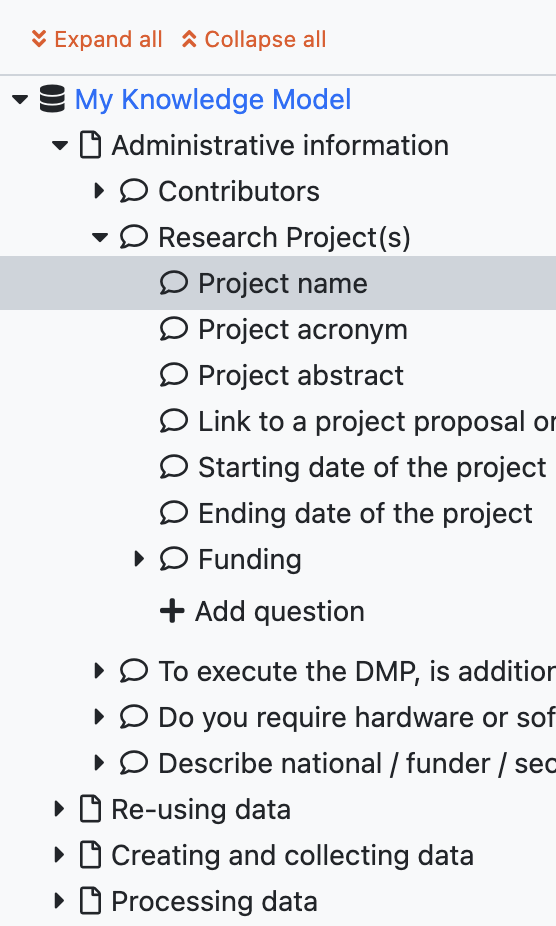 Expand all Collapse all
My Knowledge Model
Administrative information
Contributors
Research Project(s)
Project name
Project acronym
Project abstract
Link to a project proposal or
Starting date of the project
Ending date of the project
Funding
Add question
To execute the DMP, is addition
Do you require hardware or sof
Describe national / funder / sec
Re-using data
Creating and collecting data
Processing data